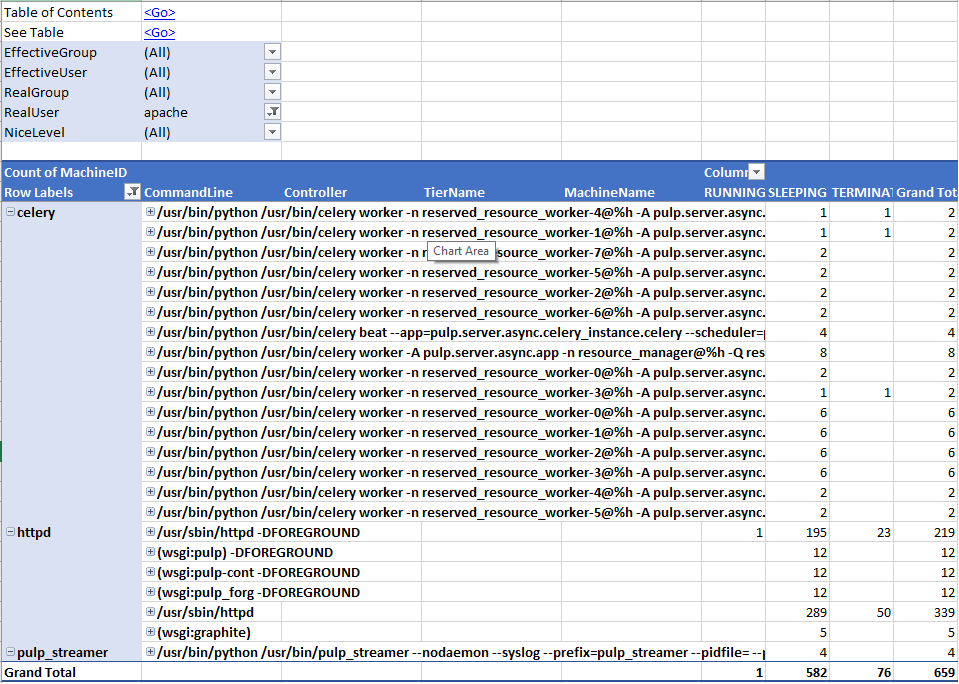 Table of Contents <Go>
See Table <Go>
EffectiveGroup (All)
EffectiveUser (All)
RealGroup (All)
RealUser apache
NiceLevel (All)
Count of MachineID Column
Row Labels CommandLine Controller TierName MachineName RUNNING SLEEPING TERMINAT Grand Tot
celery /usr/bin/python /usr/bin/celery worker -n reserved_resource_worker-4@%h -A pulp.server.async. 1 1 2
/usr/bin/python /usr/bin/celery worker -n reserved_resource_worker-1@%h -A pulp.server.async. 1 1 2
/usr/bin/python /usr/bin/celery worker -n r Chart Area source_worker-7@%h -A pulp.server.async. 2 2
/usr/bin/python /usr/bin/celery worker -n reserved_resource_worker-5@%h -A pulp.server.async. 2 2
/usr/bin/python /usr/bin/celery worker -n reserved_resource_worker-2@%h -A pulp.server.async. 2 2
/usr/bin/python /usr/bin/celery worker -n reserved_resource_worker-6@%h -A pulp.server.async. 2 2
/usr/bin/python /usr/bin/celery beat --app=pulp.server.async.celery_instance.celery --scheduler=p 4 4
/usr/bin/python /usr/bin/celery worker -A pulp.server.async.app -n resource_manager@%h -Q res 8 8
/usr/bin/python /usr/bin/celery worker -n reserved_resource_worker-0@%h -A pulp.server.async. 2 2
/usr/bin/python /usr/bin/celery worker -n reserved_resource_worker-3@%h -A pulp.server.async. 1 1 2
/usr/bin/python /usr/bin/celery worker -n reserved_resource_worker-0@%h -A pulp.server.async. 6 6
/usr/bin/python /usr/bin/celery worker -n reserved_resource_worker-1@%h -A pulp.server.async. 6 6
/usr/bin/python /usr/bin/celery worker -n reserved_resource_worker-2@%h -A pulp.server.async. 6 6
/usr/bin/python /usr/bin/celery worker -n reserved_resource_worker-3@%h -A pulp.server.async. 6 6
/usr/bin/python /usr/bin/celery worker -n reserved_resource_worker-4@%h -A pulp.server.async. 2 2
/usr/bin/python /usr/bin/celery worker -n reserved_resource_worker-5@%h -A pulp.server.async. 2 2
httpd /usr/sbin/httpd -DFOREGROUND 1 195 23 219
(wsgi:pulp) -DFOREGROUND 12 12
(wsgi:pulp-cont -DFOREGROUND 12 12
(wsgi:pulp_forg -DFOREGROUND 12 12
/usr/sbin/httpd 289 50 339
(wsgi:graphite) 5 5
pulp_streamer /usr/bin/python /usr/bin/pulp_streamer --nodaemon --syslog --prefix=pulp_streamer --pidfile= --p 4 4
Grand Total 1 582 76 659